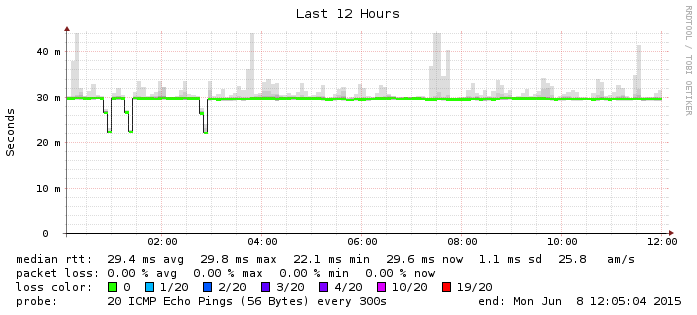 Last 12 Hours
RRDTOOL / TOBI OETIKER
Seconds
40 m
30 m
20 m
10 m
0
02:00 04:00 06:00 08:00 10:00 12:00
median rtt: 29.4 ms avg 29.8 ms max 22.1 ms min 29.6 ms now 1.1 ms sd 25.8 am/s
packet loss: 0.00 % avg 0.00 % max 0.00 % min 0.00 % now
loss color: 0 1/20 2/20 3/20 4/20 10/20 19/20
probe: 20 ICMP Echo Pings (56 Bytes) every 300s end: Mon Jun 8 12:05:04 2015